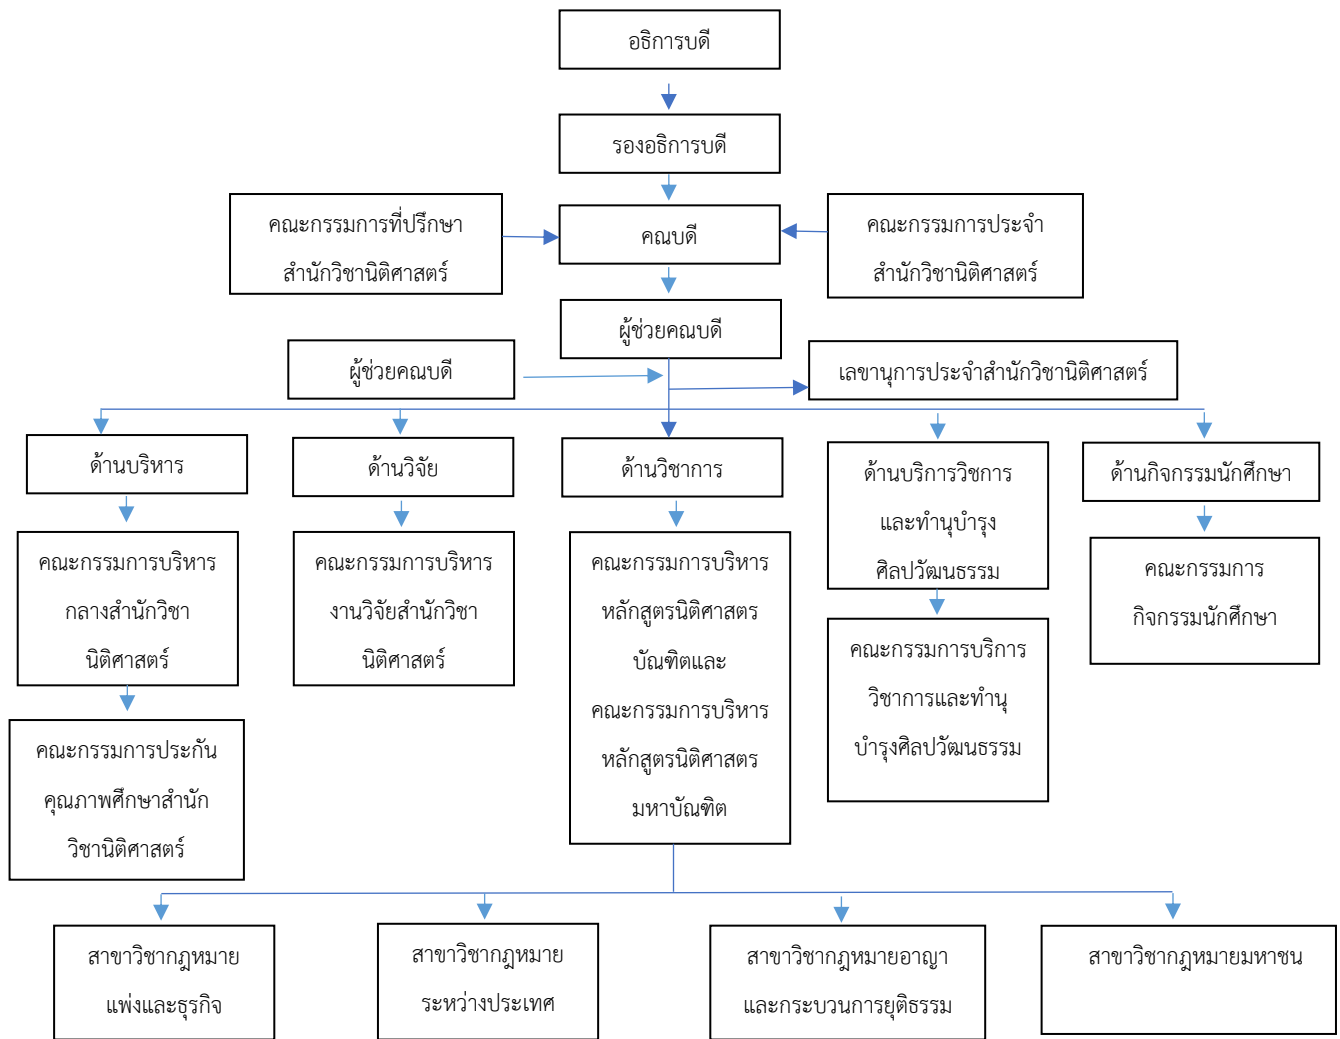 อธิการบดี
รองอธิการบดี
คณะกรรมการที่ปรึกษา
สำนักวิชานิติศาสตร์
คณบดี
คณะกรรมการประจำ
สำนักวิชานิติศาสตร์
ผู้ช่วยคณบดี
ผู้ช่วยคณบดี
เลขานุการประจำสำนักวิชานิติศาสตร์
ด้านบริหาร
ด้านวิจัย
ด้านวิชาการ
ด้านบริการวิชการ
และทำนุบำรุง
ศิลปวัฒนธรรม
ด้านกิจกรรมนักศึกษา
คณะกรรมการบริหาร
กลางสำนักวิชา
นิติศาสตร์
คณะกรรมการบริหาร
งานวิจัยสำนักวิชา
นิติศาสตร์
คณะกรรมการบริหาร
หลักสูตรนิติศาสตร
บัณฑิตและ
คณะกรรมการบริหาร
หลักสูตรนิติศาสตร
มหาบัณฑิต
คณะกรรมการบริการ
วิชาการและทำนุ
บำรุงศิลปวัฒนธรรม
คณะกรรมการ
กิจกรรมนักศึกษา
คณะกรรมการประกัน
คุณภาพศึกษาสำนัก
วิชานิติศาสตร์
สาขาวิชากฎหมาย
แพ่งและธุรกิจ
สาขาวิชากฎหมาย
ระหว่างประเทศ
สาขาวิชากฎหมายอาญา
และกระบวนการยุติธรรม
สาขาวิชากฎหมายมหาชน